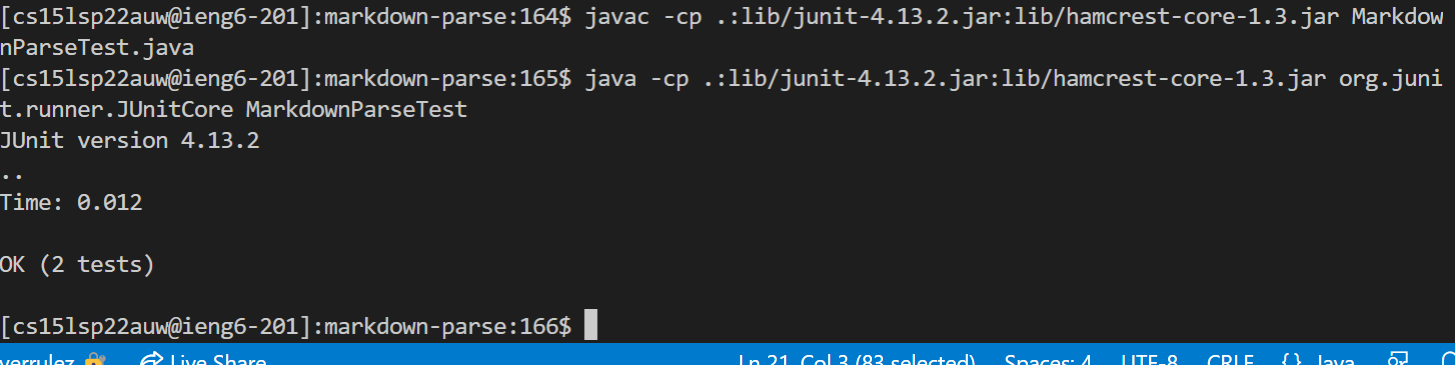 [cs15lsp22auw@ieng6-201]:markdown-parse:164$ javac -cp .:lib/junit-4.13.2.jar:lib/hamcrest-core-1.3.jar Markdow
nParseTest.java
[cs15lsp22auw@ieng6-201]:markdown-parse:165$ java -cp .:lib/junit-4.13.2.jar:lib/hamcrest-core-1.3.jar org.juni
t.runner.JUnitCore MarkdownParseTest
JUnit version 4.13.2
..
Time: 0.012
OK (2 tests)
[cs15lsp22auw@ieng6-201]:markdown-parse:166$
verrulez Live Share Ln 21, Col 3 (83 selected) Spaces: 4 UTF-8 CRLF {} Java